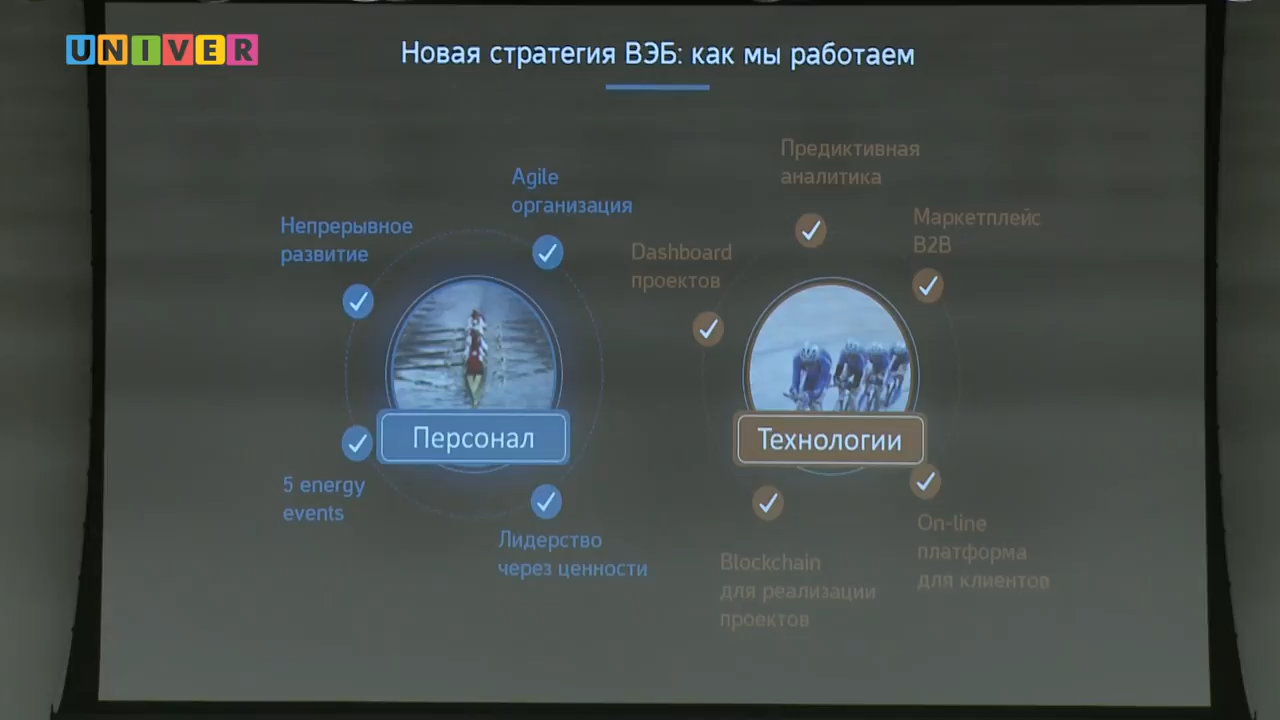 UNIVER
Новая стратегия ВЭБ: как мы работаем
Agile
организация
Непрерывное
развитие
Персонал
5 energy
events
Лидерство
через ценности
Предиктивная
аналитика
Маркетплейс
B2B
Dashboard
проектов
Технологии
On-line
платформа
для клиентов
Blockchain
для реализации
проектов